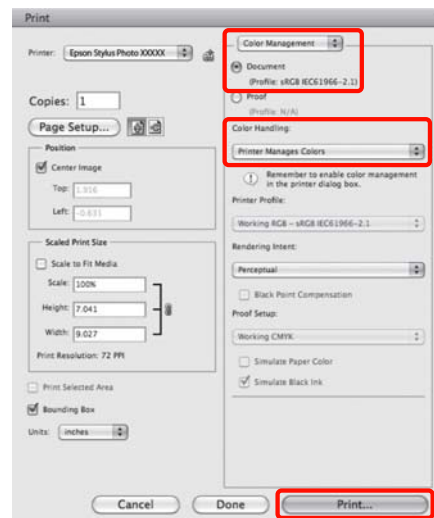 Print
Printer: Epson Stylus Photo XXXXX
Copies: 1
Page Setup...
Position
Center Image
Top: 1.916
Left: -0.631
Scaled Print Size
Scale to Fit Media
Scale: 100%
Height: 7.041
Width: 9.027
Print Resolution: 72 PPI
Print Selected Area
Bounding Box
Units: inches
Color Management
Document
(Profile: sRGB IEC61966-2.1)
Proof
(Profile: N/A)
Color Handling:
Printer Manages Colors
Remember to enable color management
in the printer dialog box.
Printer Profile:
Working RGB - sRGB IEC61966-2.1
Rendering Intent:
Perceptual
Black Point Compensation
Proof Setup:
Working CMYK
Simulate Paper Color
Simulate Black Ink
Cancel
Done
Print...